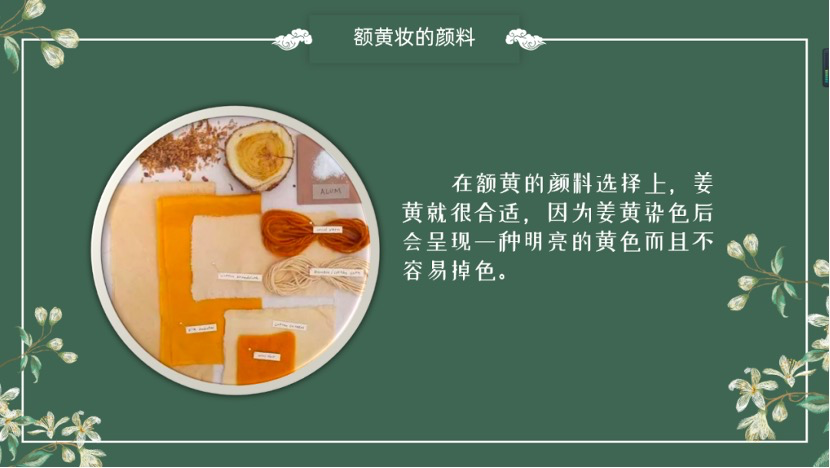 额黄妆的颜料
在额黄的颜料选择上，姜
黄就很合适，因为姜黄染色后
会呈现一种明亮的黄色而且不
容易掉色。
ALUM